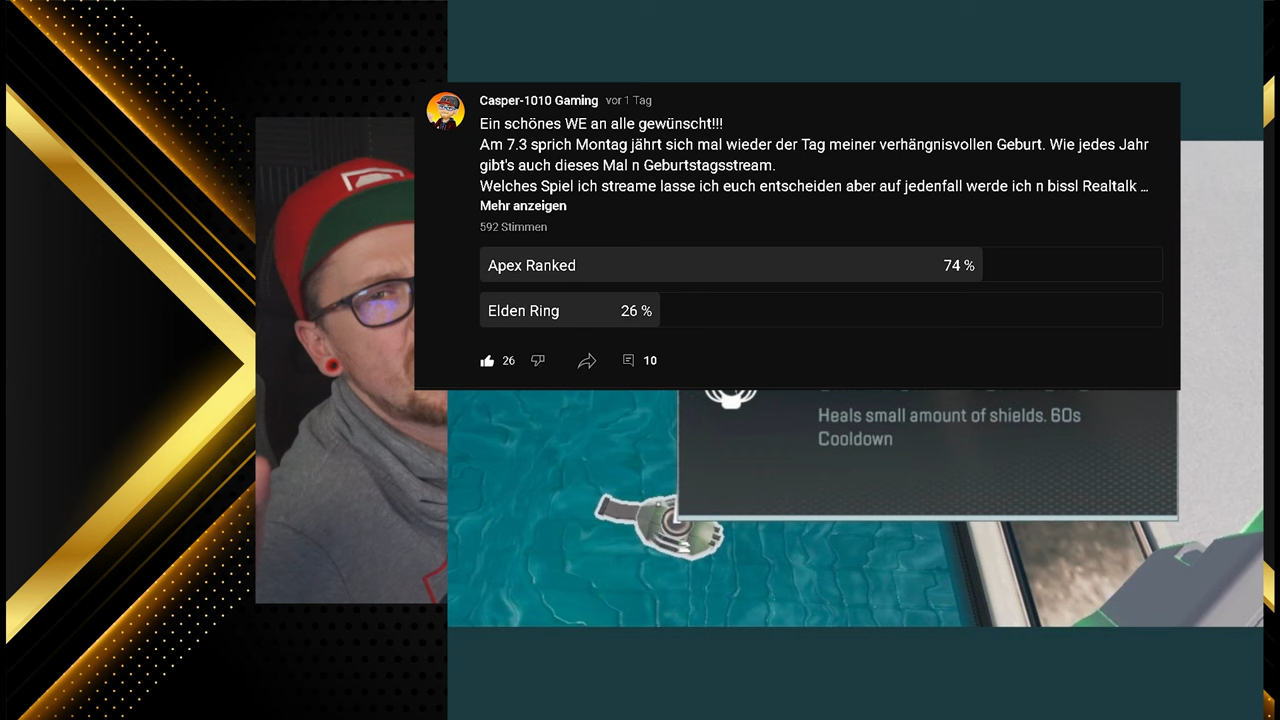 Casper-1010 Gaming vor 1 Tag
Ein schönes WE an alle gewünscht!!!
Am 7.3 sprich Montag jährt sich mal wieder der Tag meiner verhängnisvollen Geburt. Wie jedes Jahr
gibt's auch dieses Mal n Geburtstagsstream.
Welches Spiel ich streame lasse ich euch entscheiden aber auf jedenfall werde ich n bissl Realtalk ...
Mehr anzeigen
592 Stimmen
Apex Ranked 74 %
Elden Ring 26 %
26 10
Heals small amount of shields. 60s
Cooldown